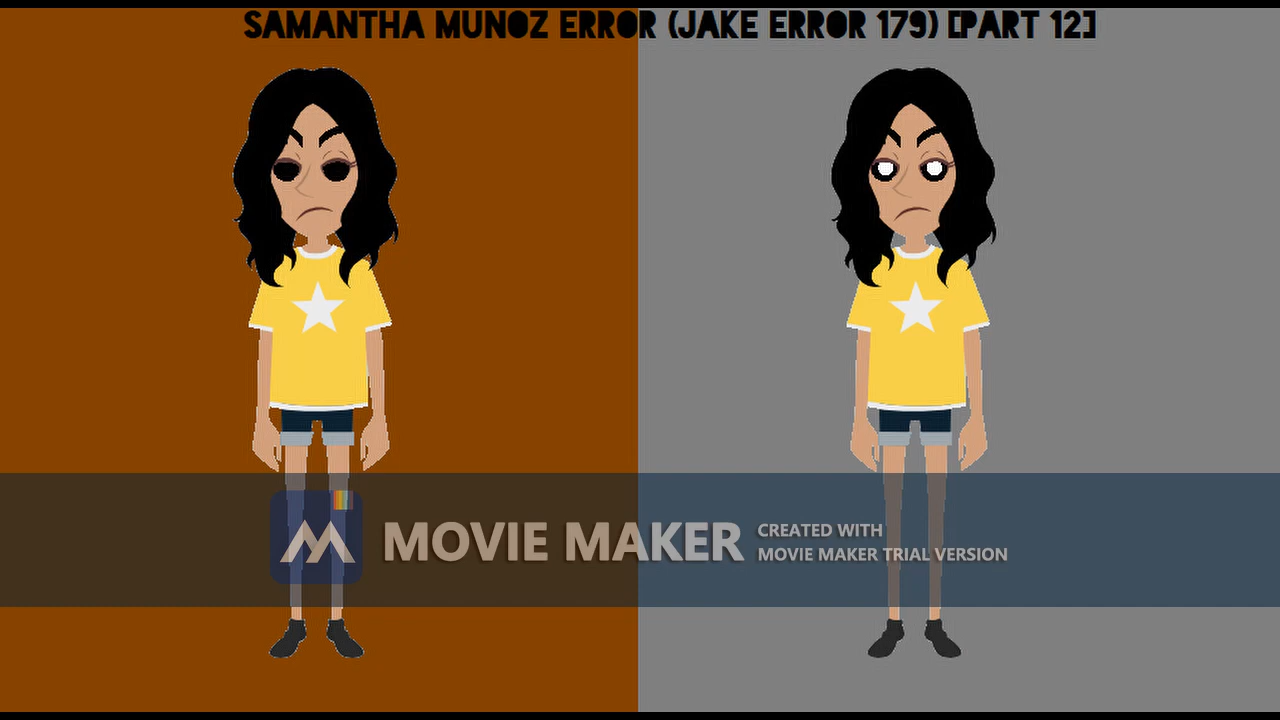 SAMANTHA MUNOZ ERROR (JAKE ERROR 179) [PART 12]
MOVIE MAKER
CREATED WITH
MOVIE MAKER TRIAL VERSION